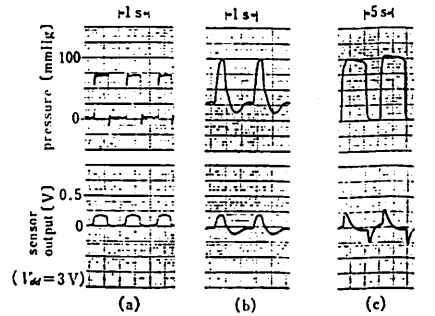 1 s 1 s 5 s
pressure (mmHg)
100
0
sensor output (V)
0.5
0
(V_dd = 3 V)
(a) (b) (c)